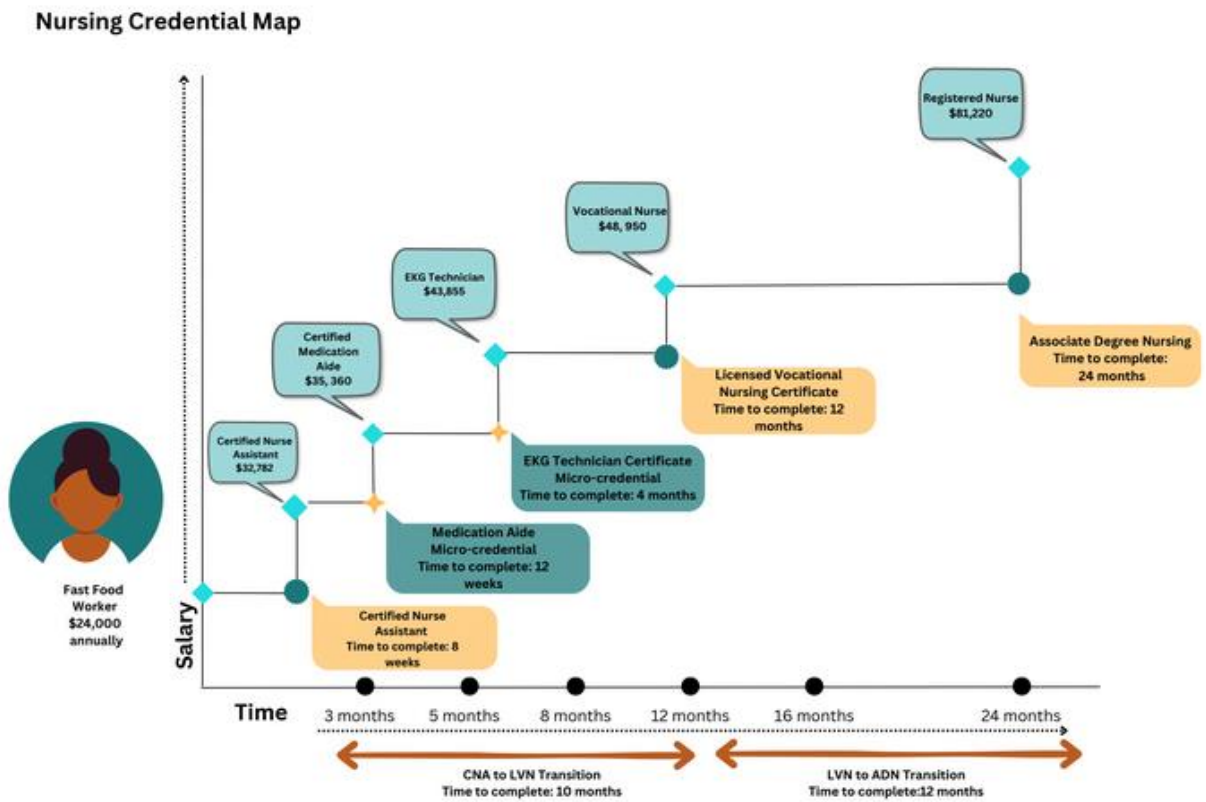 Nursing Credential Map
Registered Nurse
$81,220
Vocational Nurse
$48, 950
EKG Technician
$43,855
Certified
Medication
Aide
$35, 360
Certified Nurse
Assistant
$32,782
Associate Degree Nursing
Time to complete:
24 months
Licensed Vocational
Nursing Certificate
Time to complete: 12
months
EKG Technician Certificate
Micro-credential
Time to complete: 4 months
Medication Aide
Micro-credential
Time to complete: 12
weeks
Certified Nurse
Assistant
Time to complete: 8
weeks
Fast Food
Worker
$24,000
annually
Salary
Time
3 months
5 months
8 months
12 months
16 months
24 months
CNA to LVN Transition
Time to complete: 10 months
LVN to ADN Transition
Time to complete:12 months